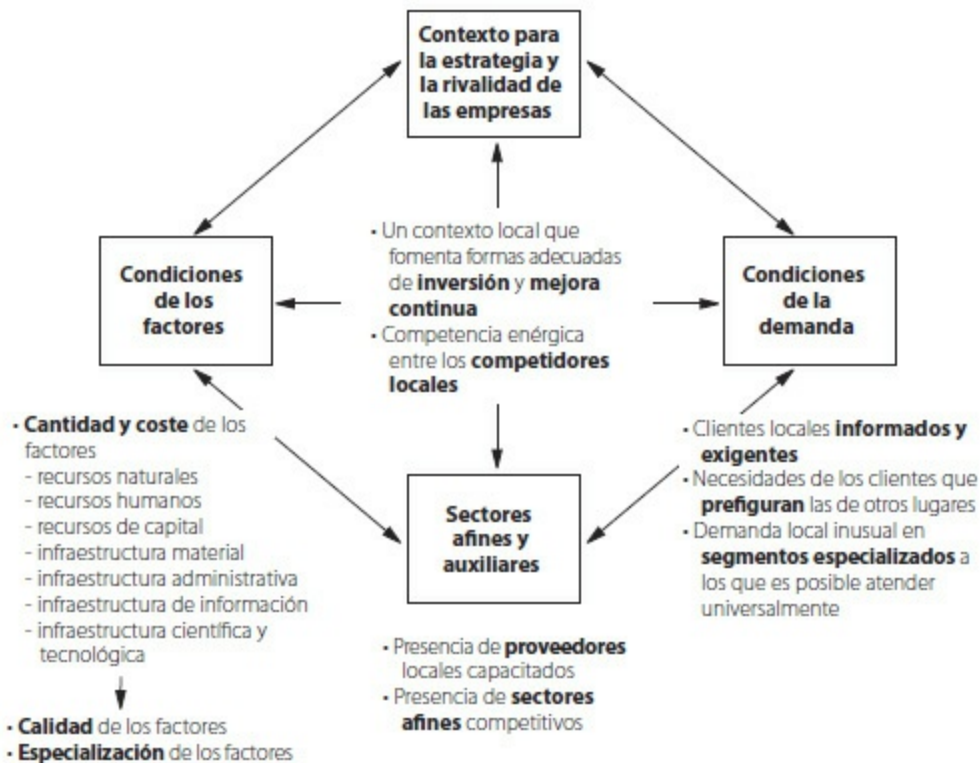 Contexto para
la estrategia y
la rivalidad de
las empresas
• Un contexto local que
fomenta formas adecuadas
de inversión y mejora
continua
• Competencia enérgica
entre los competidores
locales
Condiciones
de los
factores
Condiciones
de la
demanda
• Cantidad y coste de los
factores
- recursos naturales
- recursos humanos
- recursos de capital
- infraestructura material
- infraestructura administrativa
- infraestructura de información
- infraestructura científica y
tecnológica
• Calidad de los factores
• Especialización de los factores
Sectores
afines y
auxiliares
• Presencia de proveedores
locales capacitados
• Presencia de sectores
afines competitivos
• Clientes locales informados y
exigentes
• Necesidades de los clientes que
prefiguran las de otros lugares
• Demanda local inusual en
segmentos especializados a
los que es posible atender
universalmente